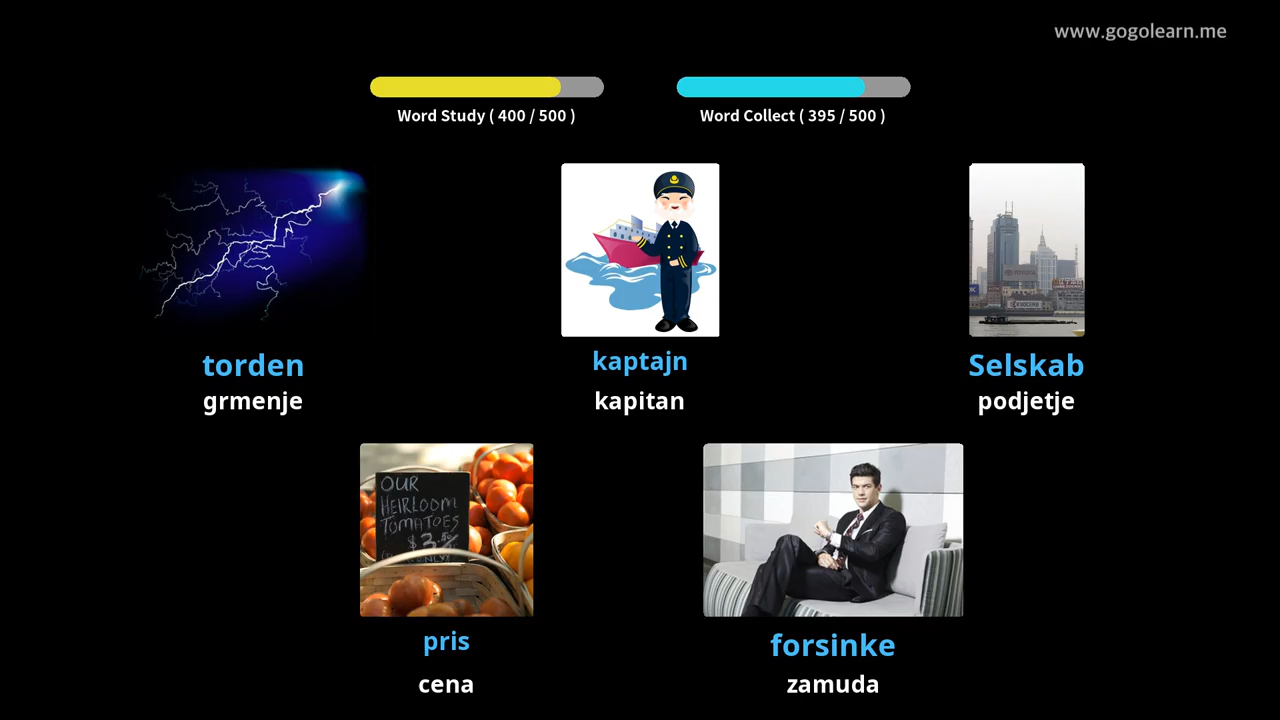 www.gogolearn.me
Word Study ( 400 / 500 )
Word Collect ( 395 / 500 )
torden
grmenje
kaptajn
kapitan
Selskab
podjetje
OUR
HEIRLOOM
TOMATOES
pris
cena
forsinke
zamuda